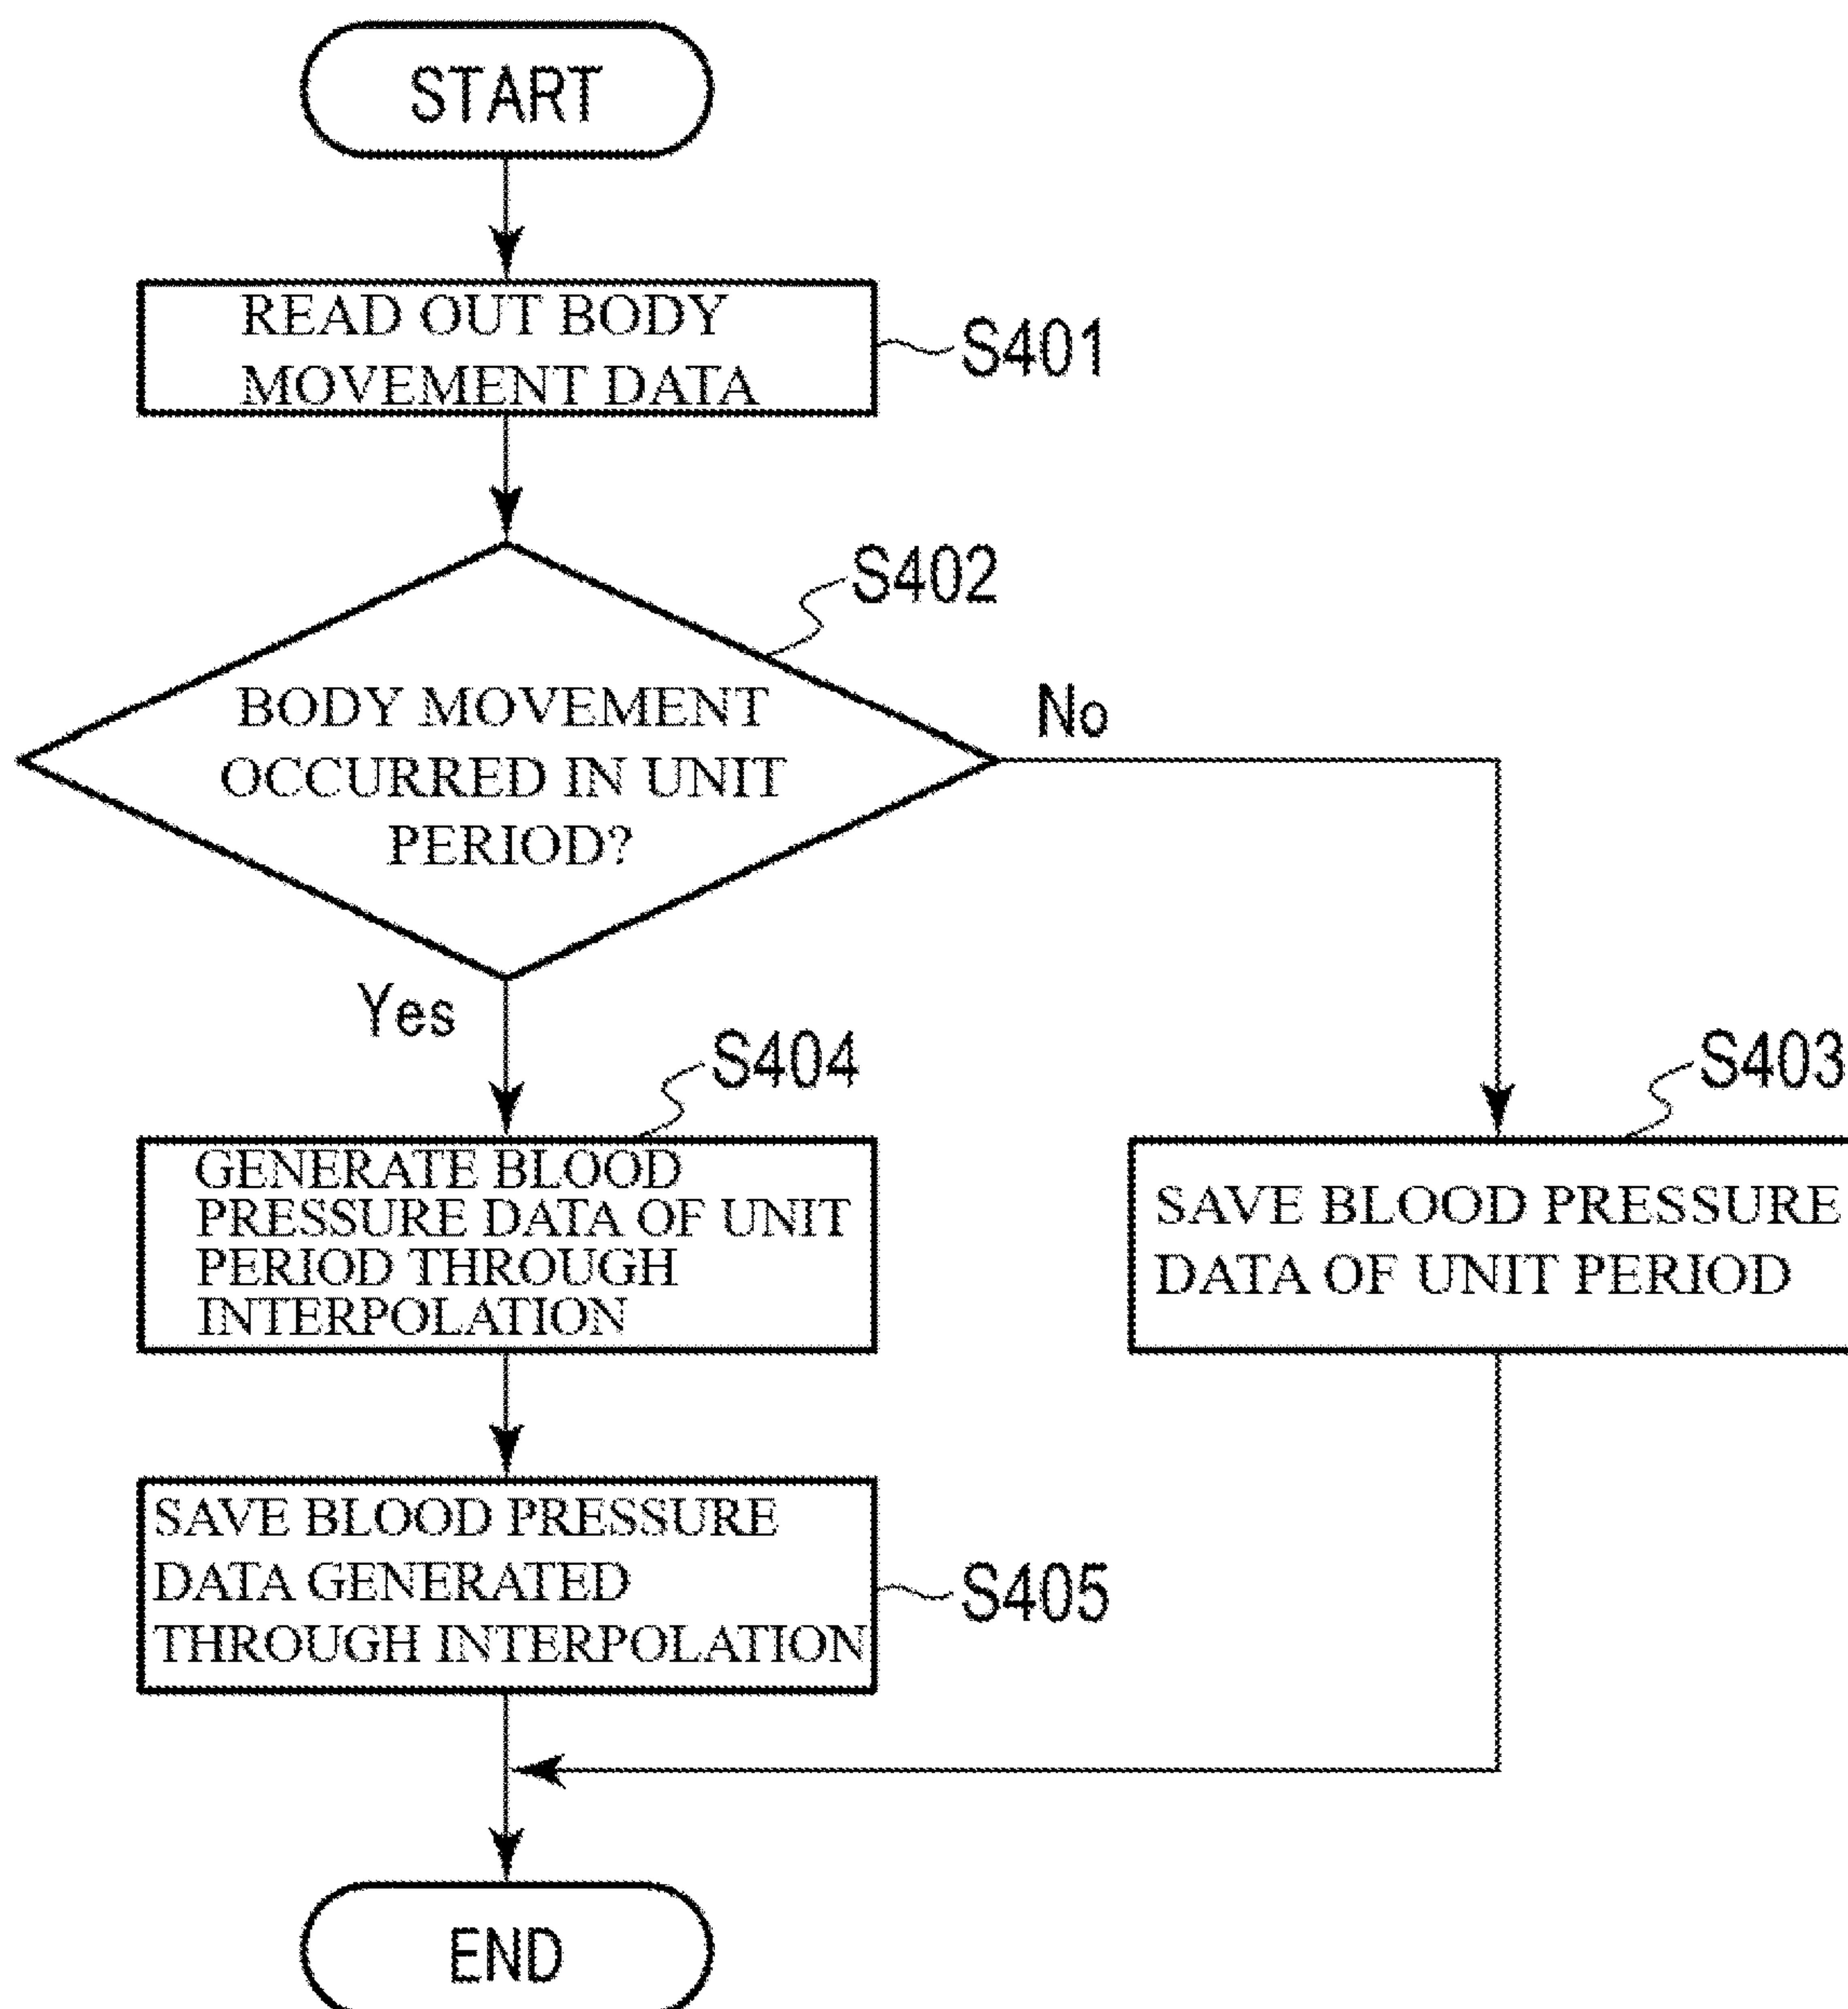 START
READ OUT BODY
MOVEMENT DATA
S401
S402
BODY MOVEMENT
OCCURRED IN UNIT
PERIOD?
No
Yes
S404
GENERATE BLOOD
PRESSURE DATA OF UNIT
PERIOD THROUGH
INTERPOLATION
S403
SAVE BLOOD PRESSURE
DATA OF UNIT PERIOD
SAVE BLOOD PRESSURE
DATA GENERATED
THROUGH INTERPOLATION
S405
END